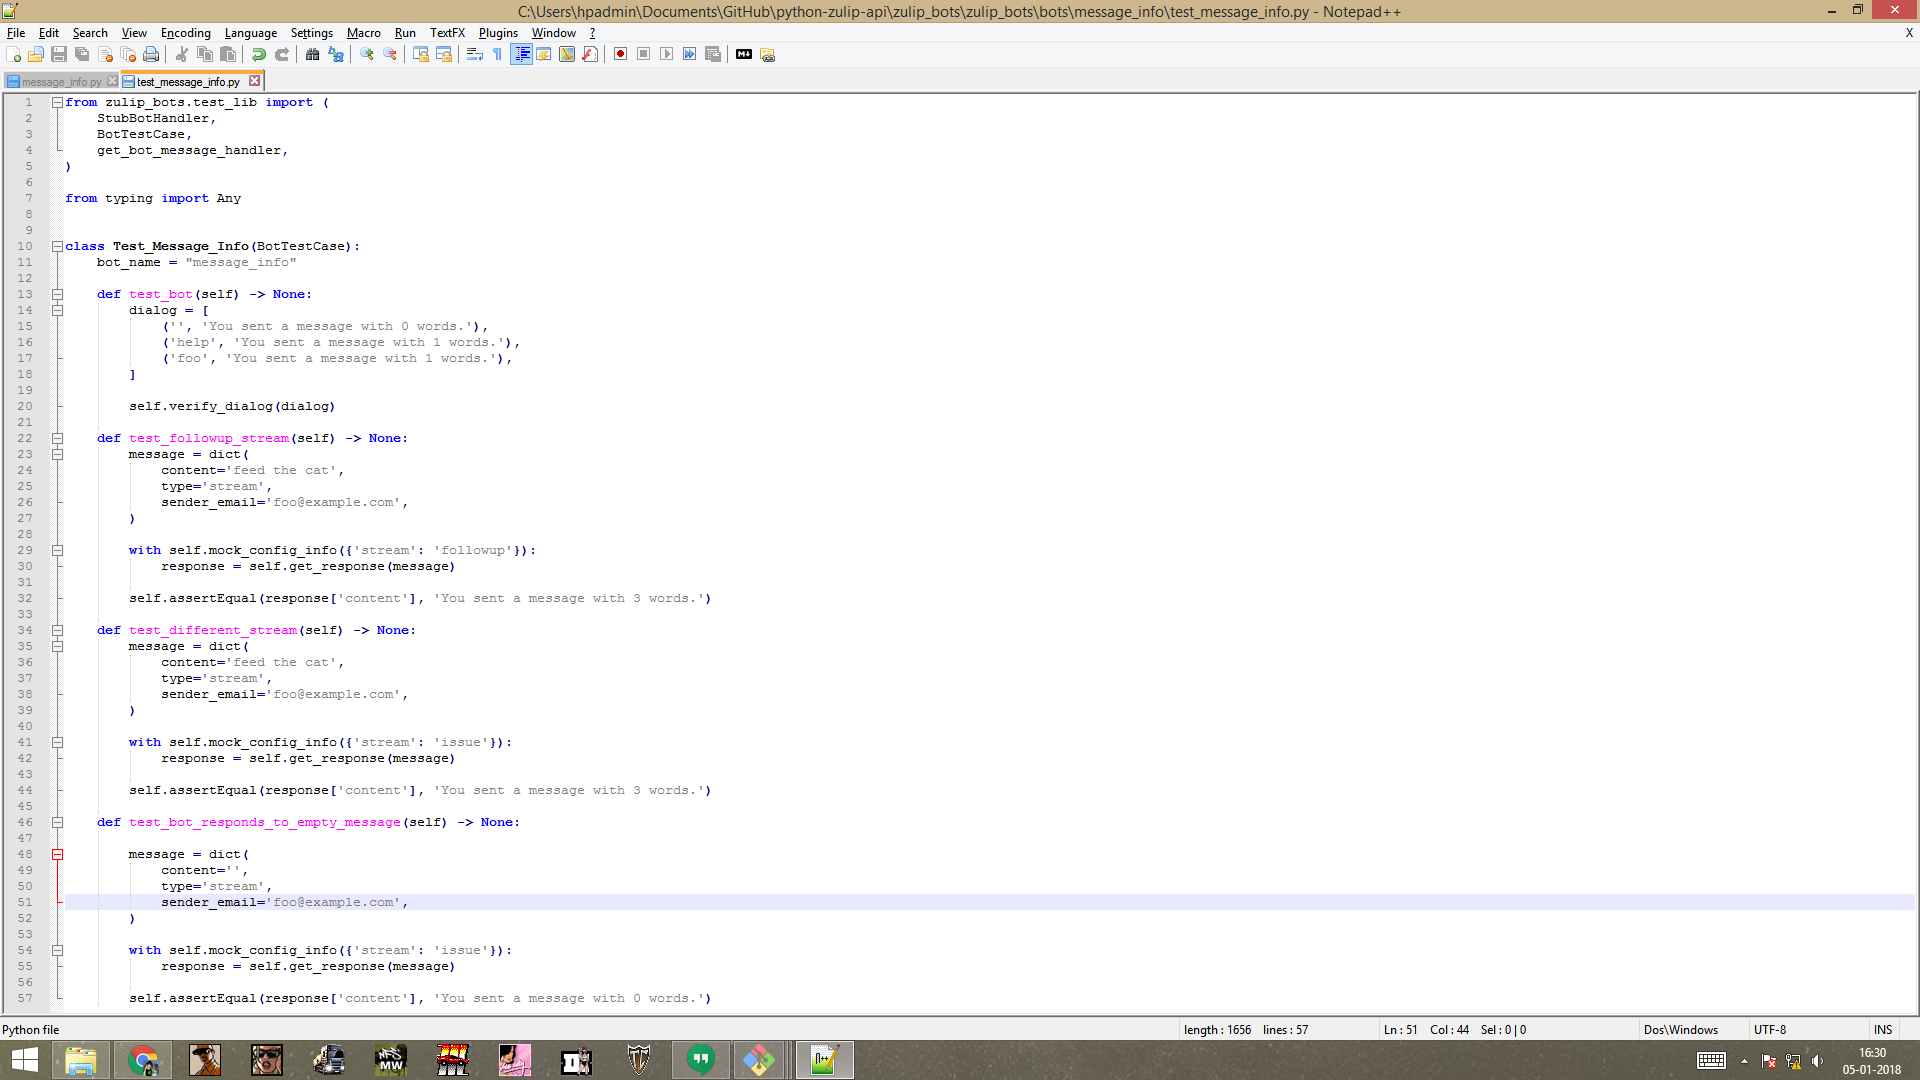 C:\Users\hpadmin\Documents\GitHub\python-zulip-api\zulip_bots\zulip_bots\bots\message_info\test_message_info.py - Notepad++
File Edit Search View Encoding Language Settings Macro Run TextFX Plugins Window ? X
message_info.py test_message_info.py
1 from zulip_bots.test_lib import (
2 StubBotHandler,
3 BotTestCase,
4 get_bot_message_handler,
5 )
6
7 from typing import Any
8
9
10 class Test_Message_Info(BotTestCase):
11 bot_name = "message_info"
12
13 def test_bot(self) -> None:
14 dialog = [
15 ('', 'You sent a message with 0 words.'),
16 ('help', 'You sent a message with 1 words.'),
17 ('foo', 'You sent a message with 1 words.'),
18 ]
19
20 self.verify_dialog(dialog)
21
22 def test_followup_stream(self) -> None:
23 message = dict(
24 content='feed the cat',
25 type='stream',
26 sender_email='foo@example.com',
27 )
28
29 with self.mock_config_info({'stream': 'followup'}):
30 response = self.get_response(message)
31
32 self.assertEqual(response['content'], 'You sent a message with 3 words.')
33
34 def test_different_stream(self) -> None:
35 message = dict(
36 content='feed the cat',
37 type='stream',
38 sender_email='foo@example.com',
39 )
40
41 with self.mock_config_info({'stream': 'issue'}):
42 response = self.get_response(message)
43
44 self.assertEqual(response['content'], 'You sent a message with 3 words.')
45
46 def test_bot_responds_to_empty_message(self) -> None:
47
48 message = dict(
49 content='',
50 type='stream',
51 sender_email='foo@example.com',
52 )
53
54 with self.mock_config_info({'stream': 'issue'}):
55 response = self.get_response(message)
56
57 self.assertEqual(response['content'], 'You sent a message with 0 words.')
Python file length : 1656 lines : 57 Ln : 51 Col : 44 Sel : 0 | 0 Dos\Windows UTF-8 INS
NFS MW
16:30
05-01-2018